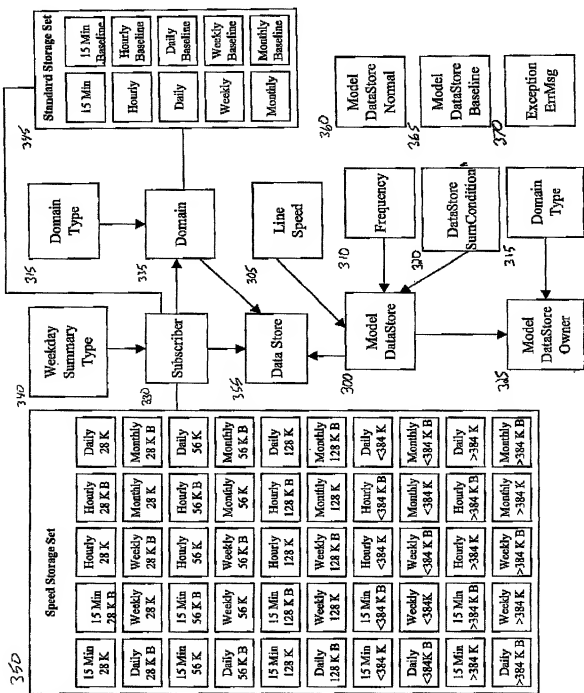 350
Speed Storage Set
15 Min
28 K
15 Min
28 K B
Hourly
28 K
Hourly
28 K B
Daily
28 K
Daily
28 K B
Weekly
28 K
Weekly
28 K B
Monthly
28 K
Monthly
28 K B
15 Min
56 K
15 Min
56 K B
Hourly
56 K
Hourly
56 K B
Daily
56 K
Daily
56 K B
Weekly
56 K
Weekly
56 K B
Monthly
56 K
Monthly
56 K B
15 Min
128 K
15 Min
128 K B
Hourly
128 K
Hourly
128 K B
Daily
128 K
Daily
128 K B
Weekly
128 K
Weekly
128 K B
Monthly
128 K
Monthly
128 K B
15 Min
<384 K
15 Min
<384 K B
Hourly
<384 K
Hourly
<384 K B
Daily
<384 K
Daily
<384K B
Weekly
<384K
Weekly
<384 K B
Monthly
<384 K
Monthly
<384 K B
15 Min
>384 K
15 Min
>384 K B
Hourly
>384 K
Hourly
>384 K B
Daily
>384 K
Daily
>384 K B
Weekly
>384 K
Weekly
>384 K B
Monthly
>384 K
Monthly
>384 K B
340
Weekday
Summary
Type
330
Subscriber
355
Data Store
300
Model
DataStore
325
Model
DataStore
Owner
315
Domain
Type
335
Domain
305
Line
Speed
310
Frequency
320
DataStore
SumCondition
315
Domain
Type
345
Standard Storage Set
15 Min
15 Min
Baseline
Hourly
Hourly
Baseline
Daily
Daily
Baseline
Weekly
Weekly
Baseline
Monthly
Monthly
Baseline
360
Model
DataStore
Normal
365
Model
DataStore
Baseline
370
Exception
ErrMsg